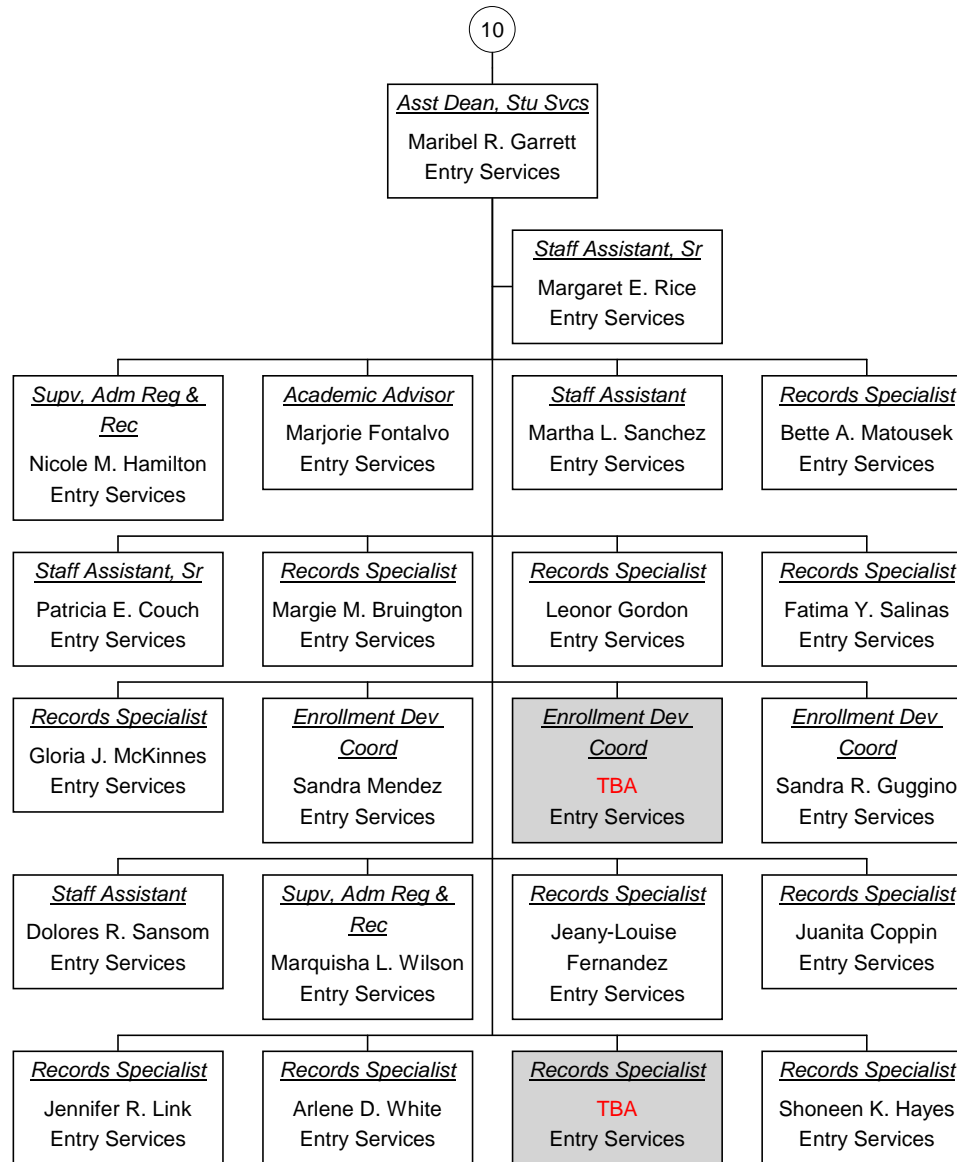 10
Asst Dean, Stu Svcs
Maribel R. Garrett
Entry Services
Staff Assistant, Sr
Margaret E. Rice
Entry Services
Supv, Adm Reg &
Rec
Nicole M. Hamilton
Entry Services
Academic Advisor
Marjorie Fontalvo
Entry Services
Staff Assistant
Martha L. Sanchez
Entry Services
Records Specialist
Bette A. Matousek
Entry Services
Staff Assistant, Sr
Patricia E. Couch
Entry Services
Records Specialist
Margie M. Bruington
Entry Services
Records Specialist
Leonor Gordon
Entry Services
Records Specialist
Fatima Y. Salinas
Entry Services
Records Specialist
Gloria J. McKinnes
Entry Services
Enrollment Dev
Coord
Sandra Mendez
Entry Services
Enrollment Dev
Coord
TBA
Entry Services
Enrollment Dev
Coord
Sandra R. Guggino
Entry Services
Staff Assistant
Dolores R. Sansom
Entry Services
Supv, Adm Reg &
Rec
Marquisha L. Wilson
Entry Services
Records Specialist
Jeany-Louise
Fernandez
Entry Services
Records Specialist
Juanita Coppin
Entry Services
Records Specialist
Jennifer R. Link
Entry Services
Records Specialist
Arlene D. White
Entry Services
Records Specialist
TBA
Entry Services
Records Specialist
Shoneen K. Hayes
Entry Services